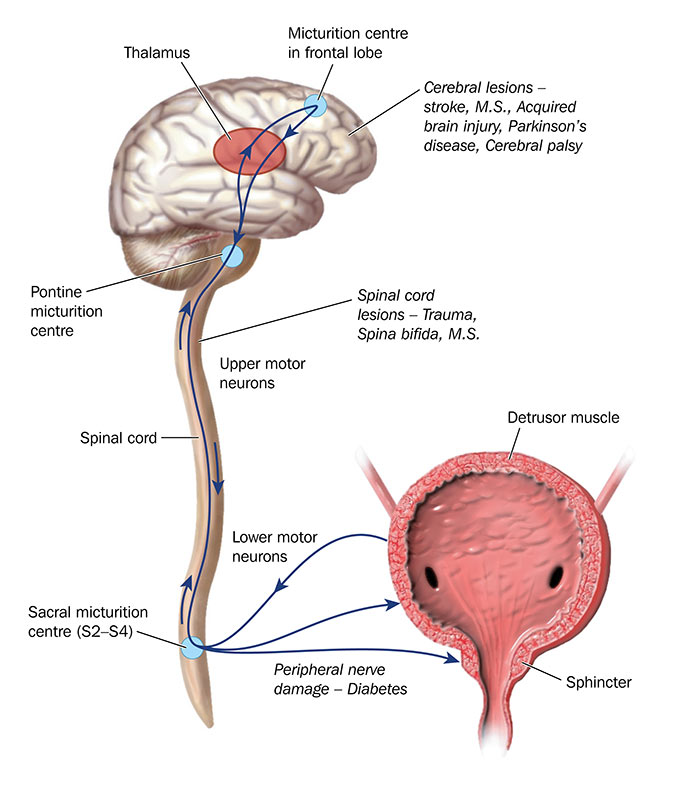 Micturition centre
in frontal lobe
Thalamus
Cerebral lesions –
stroke, M.S., Acquired
brain injury, Parkinson's
disease, Cerebral palsy
Pontine
micturition
centre
Spinal cord
lesions – Trauma,
Spina bifida, M.S.
Upper motor
neurons
Detrusor muscle
Spinal cord
Lower motor
neurons
Sacral micturition
centre (S2–S4)
Peripheral nerve
damage – Diabetes
Sphincter